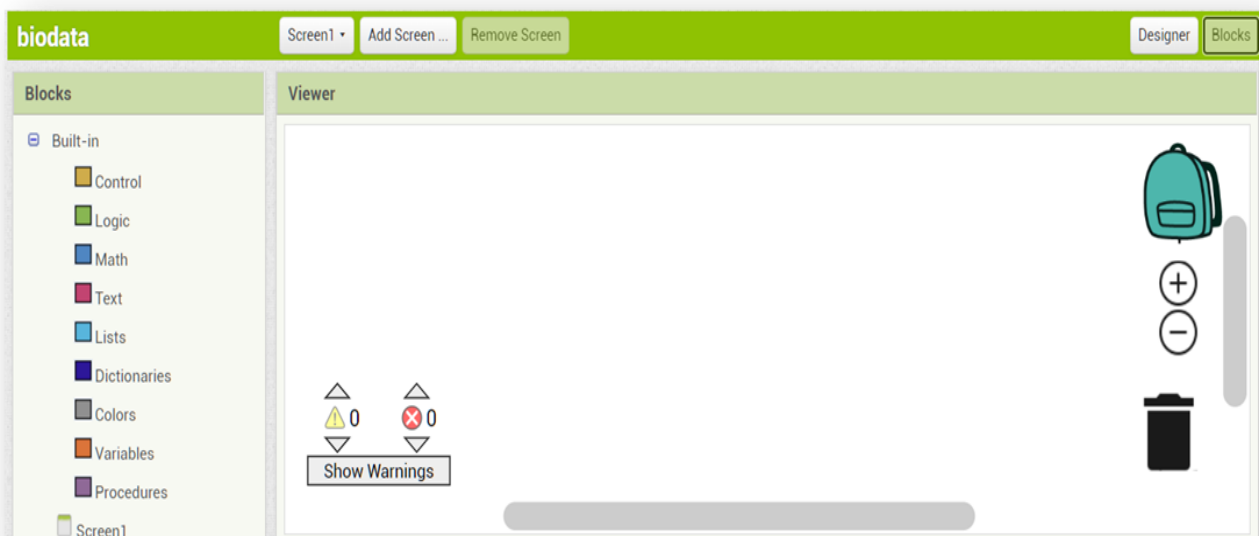 biodata
Screen1 ▾ Add Screen ... Remove Screen
Designer Blocks
Blocks
Built-in
Control
Logic
Math
Text
Lists
Dictionaries
Colors
Variables
Procedures
Screen1
Viewer
0 0
Show Warnings